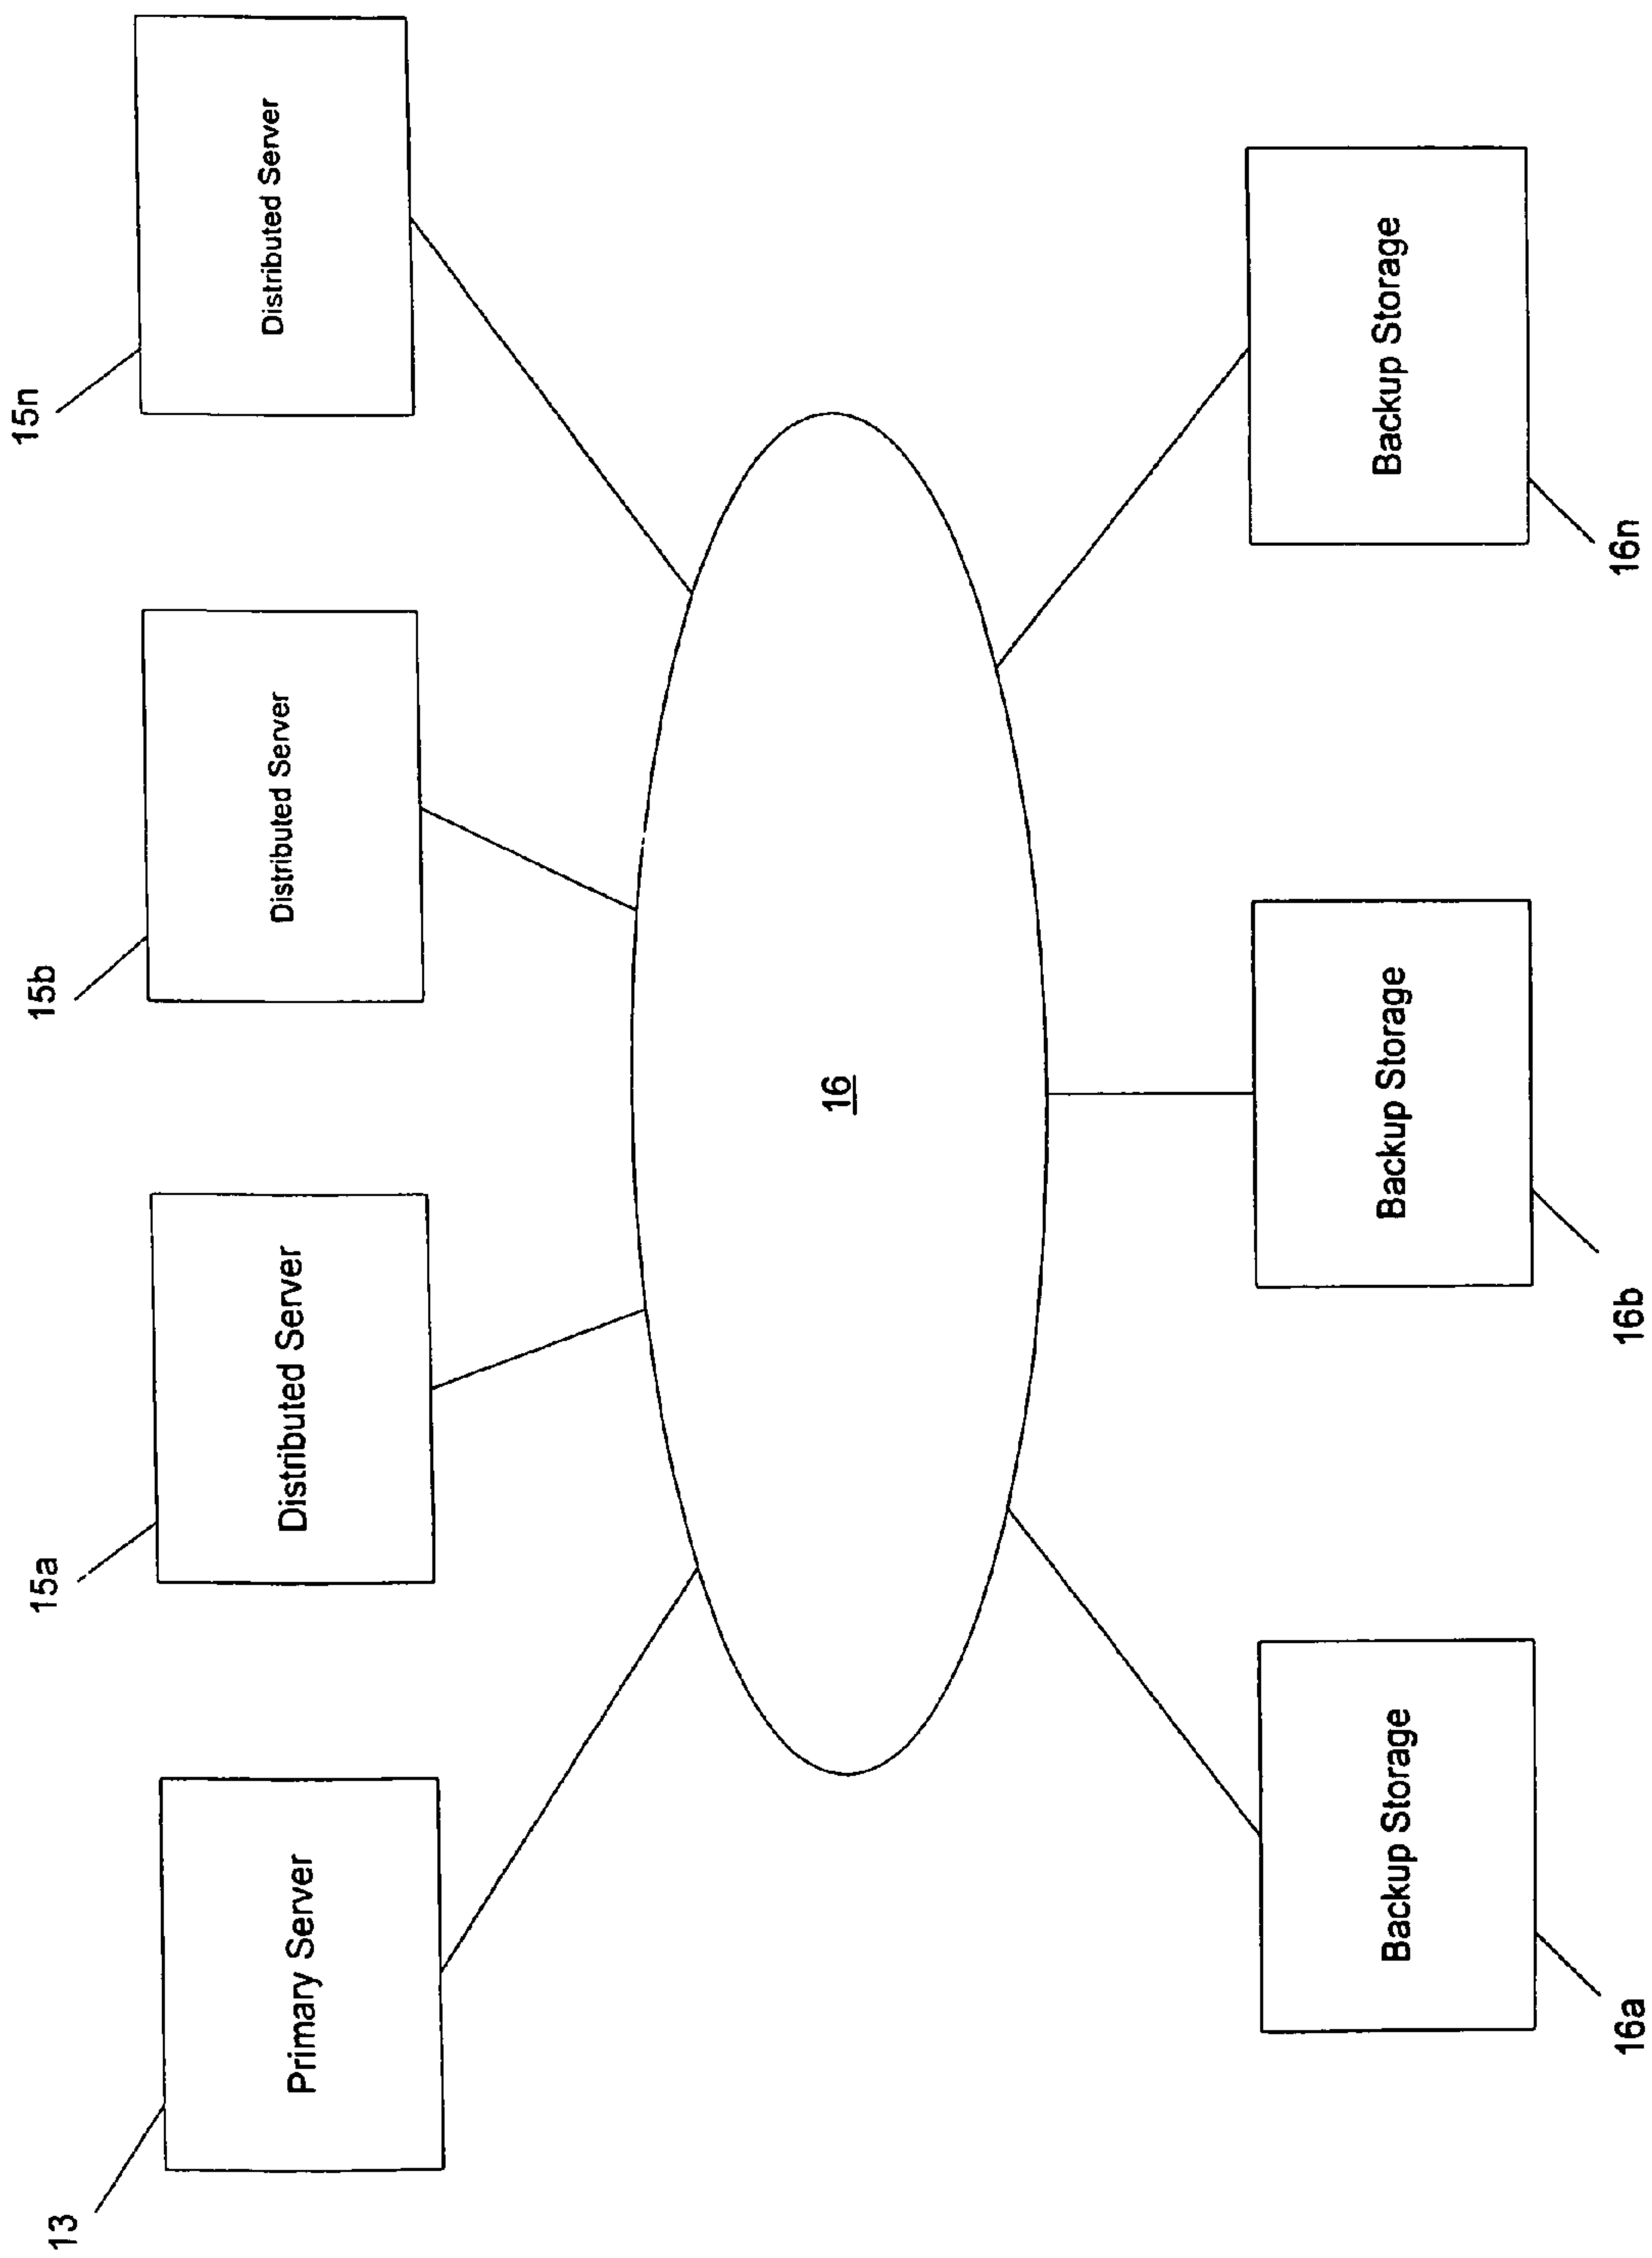 13
Primary Server
15a
Distributed Server
15b
Distributed Server
15n
Distributed Server
16
Backup Storage
16a
Backup Storage
16b
Backup Storage
16n